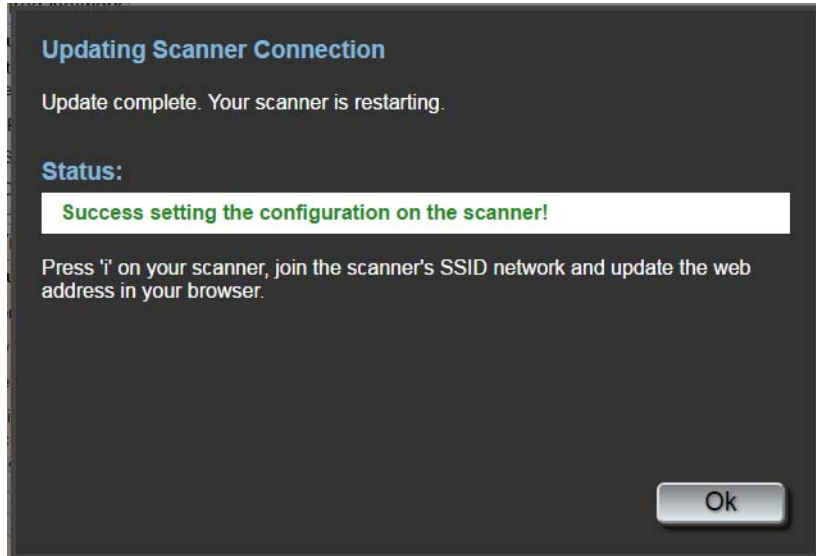 Updating Scanner Connection
Update complete. Your scanner is restarting.
Status:
Success setting the configuration on the scanner!
Press 'i' on your scanner, join the scanner's SSID network and update the web
address in your browser.
Ok